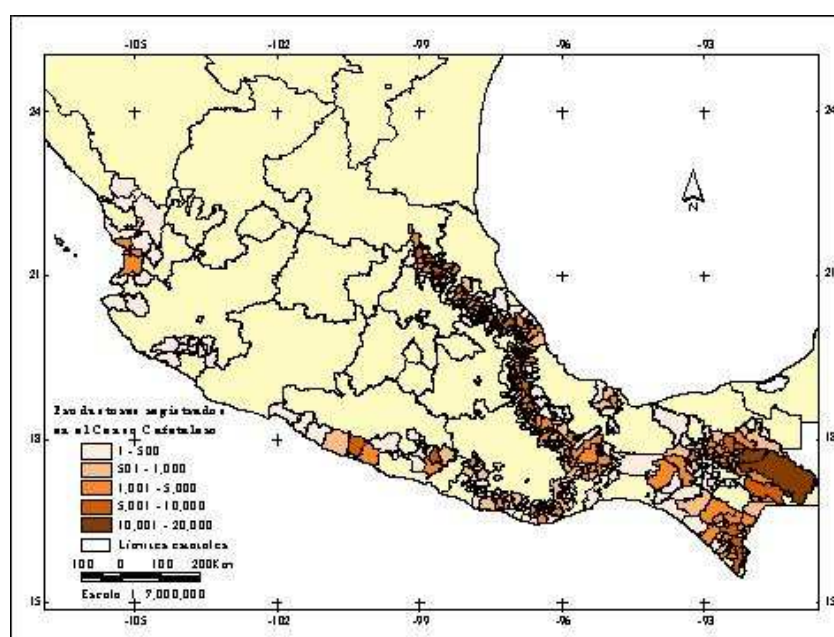 -105 -102 -99 -96 -93
24 24
N
21 21
Productores registrados
en el Censo Cafetalero
18 18
1 - 500
501 - 1,000
1,001 - 5,000
5,001 - 10,000
10,001 - 20,000
Límites estatales
100 0 100 200Km
Escala 1: 7,000,000
15 15
-105 -102 -99 -96 -93